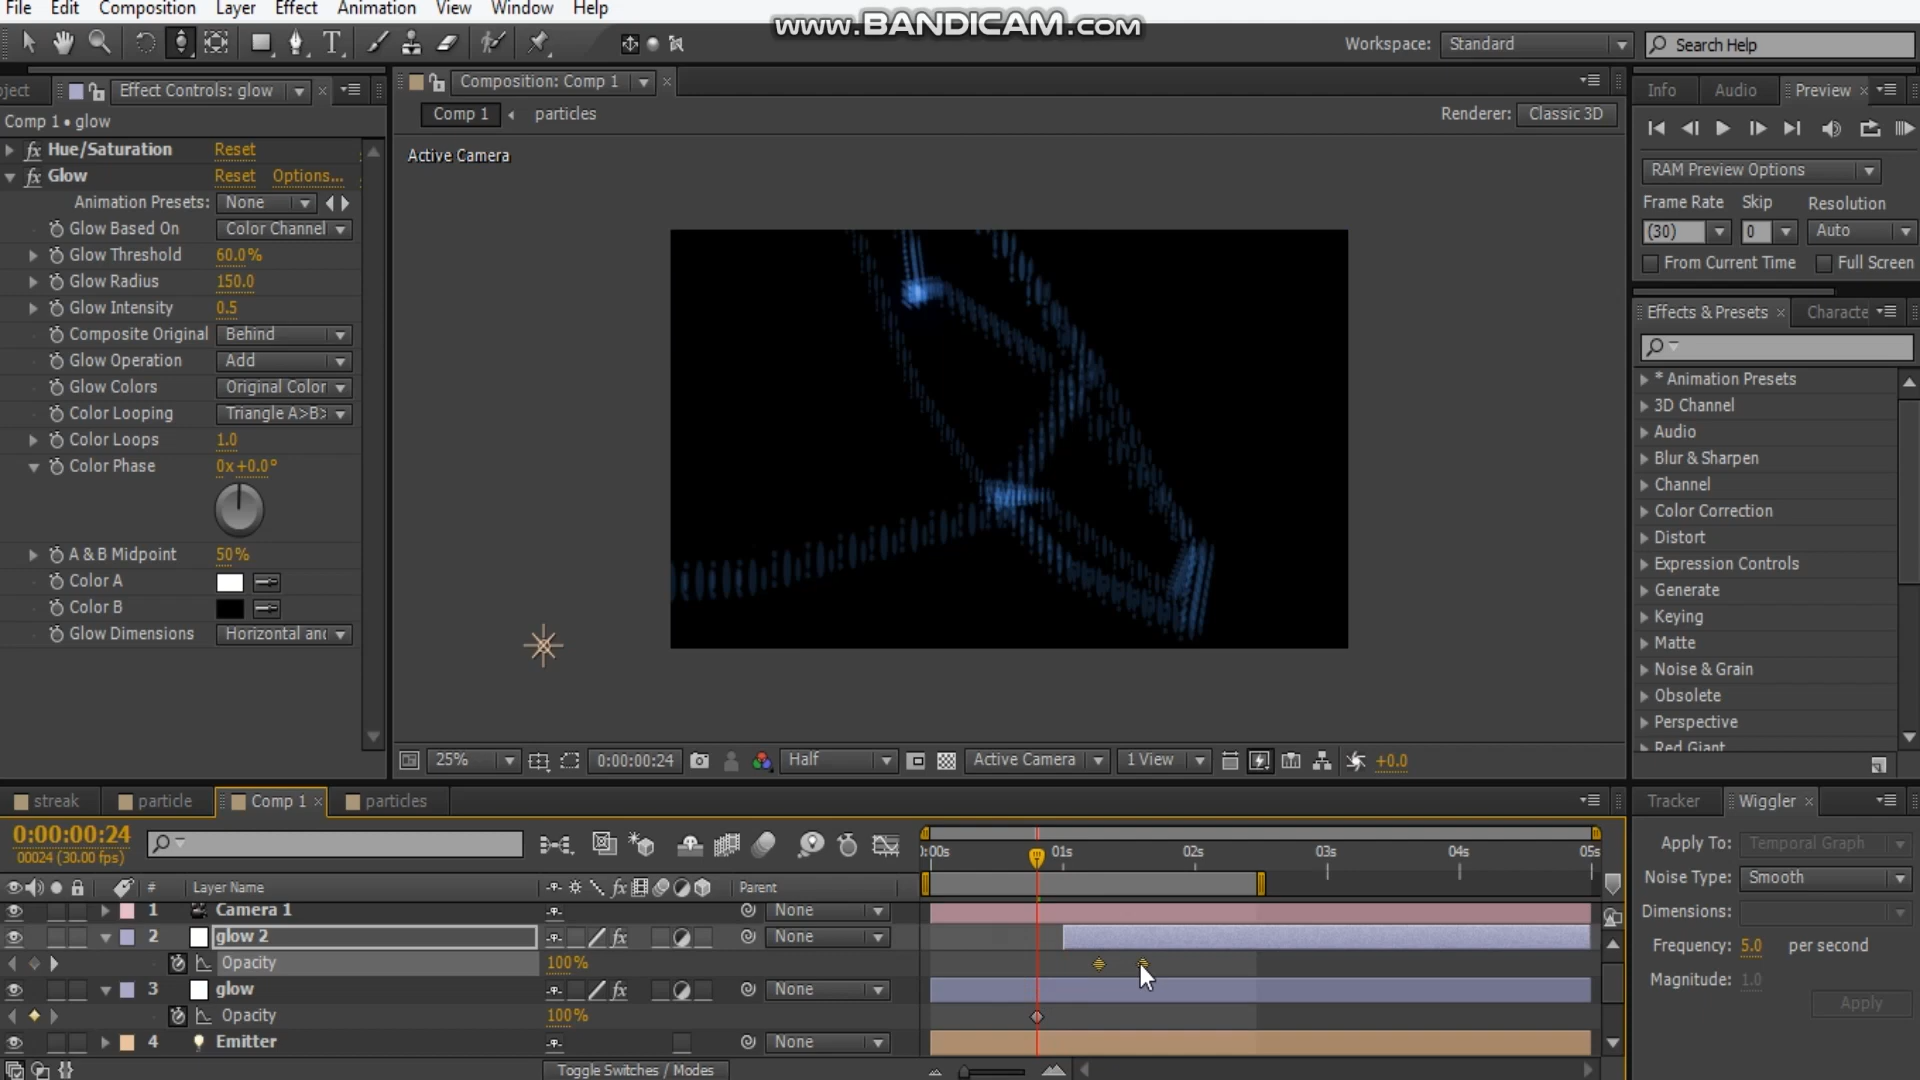 File Edit Composition Layer Effect Animation View Window Help
www.BANDICAM.com
Workspace: Standard Search Help
oject Effect Controls: glow
Composition: Comp 1
Info Audio Preview
Comp 1 • glow
Comp 1 particles
Renderer: Classic 3D
Hue/Saturation Reset
Active Camera
Glow Reset Options...
RAM Preview Options
Animation Presets: None
Frame Rate Skip Resolution
Glow Based On Color Channel
(30) 0 Auto
Glow Threshold 60.0%
From Current Time Full Screen
Glow Radius 150.0
Glow Intensity 0.5
Effects & Presets Characte
Composite Original Behind
Glow Operation Add
* Animation Presets
Glow Colors Original Color
3D Channel
Color Looping Triangle A>B>
Audio
Color Loops 1.0
Blur & Sharpen
Color Phase 0x+0.0°
Channel
Color Correction
Distort
A & B Midpoint 50%
Expression Controls
Color A
Generate
Color B
Keying
Glow Dimensions Horizontal and
Matte
Noise & Grain
Obsolete
Perspective
Red Giant
25% 0:00:00:24 Half Active Camera 1 View +0.0
streak particle Comp 1 particles
Tracker Wiggler
0:00:00:24
00024 (30.00 fps)
):00s 01s 02s 03s 04s 05s
Apply To: Temporal Graph
Noise Type: Smooth
# Layer Name fx Parent
1 Camera 1 None
Dimensions:
2 glow 2 fx None
Frequency: 5.0 per second
Opacity 100%
Magnitude: 1.0
3 glow fx None
Apply
Opacity 100%
4 Emitter None
Toggle Switches / Modes